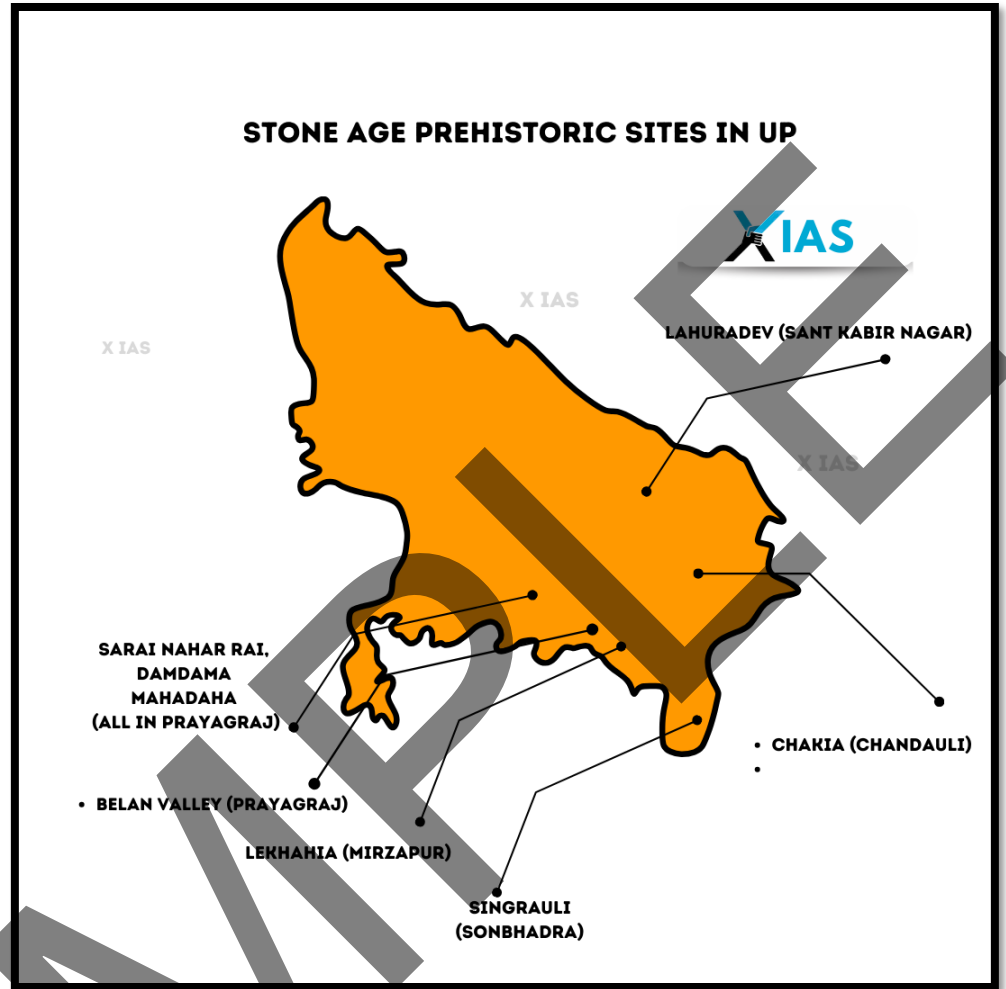 STONE AGE PREHISTORIC SITES IN UP
X IAS
X IAS
X IAS
LAHURADEV (SANT KABIR NAGAR)
X IAS
SARAI NAHAR RAI,
DAMDAMA
MAHADAHA
(ALL IN PRAYAGRAJ)
• CHAKIA (CHANDAULI)
•
• BELAN VALLEY (PRAYAGRAJ)
LEKHAHIA (MIRZAPUR)
SINGRAULI
(SONBHADRA)